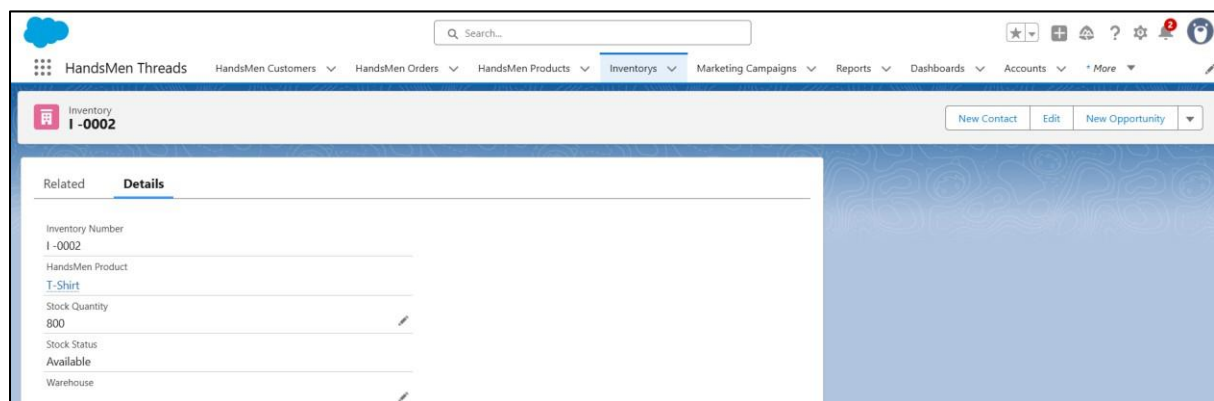 Search...
2
HandsMen Threads HandsMen Customers HandsMen Orders HandsMen Products Inventorys Marketing Campaigns Reports Dashboards Accounts * More
Inventory
I -0002
New Contact Edit New Opportunity
Related Details
Inventory Number
I -0002
HandsMen Product
T-Shirt
Stock Quantity
800
Stock Status
Available
Warehouse